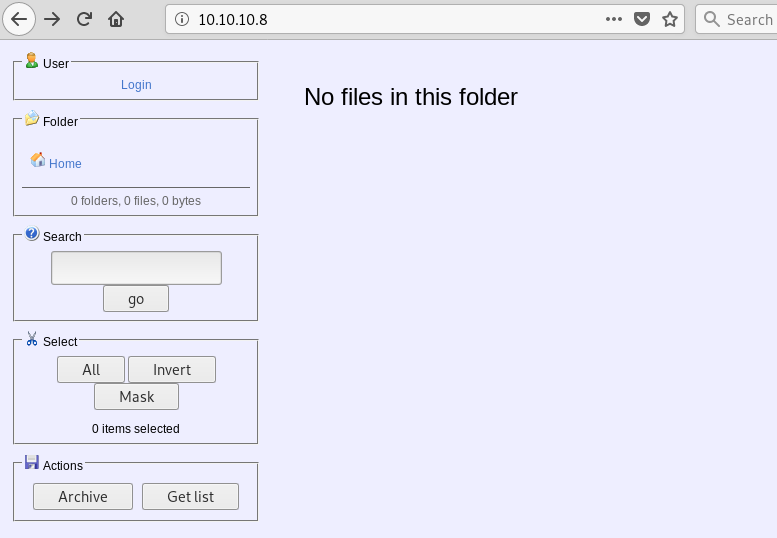 10.10.10.8
Search
User
Login
No files in this folder
Folder
Home
0 folders, 0 files, 0 bytes
Search
go
Select
All Invert
Mask
0 items selected
Actions
Archive Get list